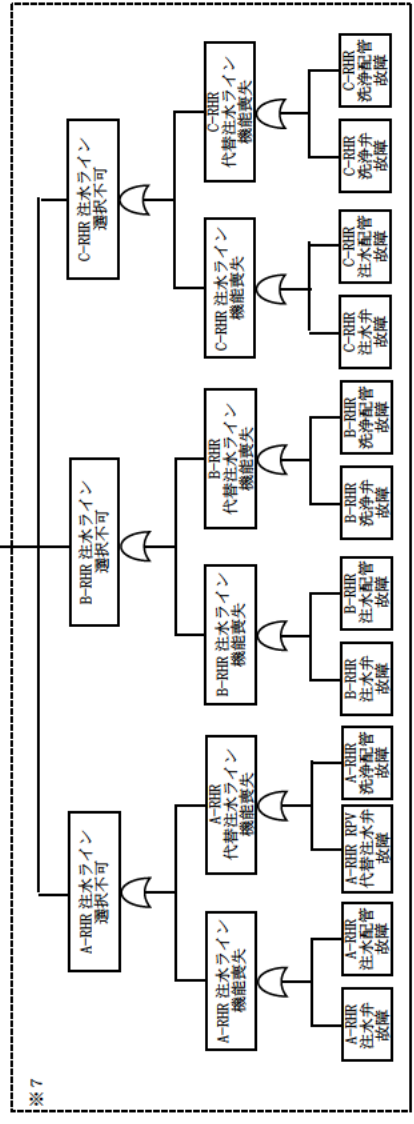 ※7
A-RHR 注水ライン
選択不可
B-RHR 注水ライン
選択不可
C-RHR 注水ライン
選択不可
A-RHR 注水ライン
機能喪失
A-RHR
代替注水ライン
機能喪失
B-RHR 注水ライン
機能喪失
B-RHR
代替注水ライン
機能喪失
C-RHR 注水ライン
機能喪失
C-RHR
代替注水ライン
機能喪失
A-RHR
注水弁
故障
A-RHR
注水配管
故障
A-RHR RPV
代替注水弁
故障
A-RHR
洗浄配管
故障
B-RHR
注水弁
故障
B-RHR
注水配管
故障
B-RHR
洗浄弁
故障
B-RHR
洗浄配管
故障
C-RHR
注水弁
故障
C-RHR
注水配管
故障
C-RHR
洗浄弁
故障
C-RHR
洗浄配管
故障